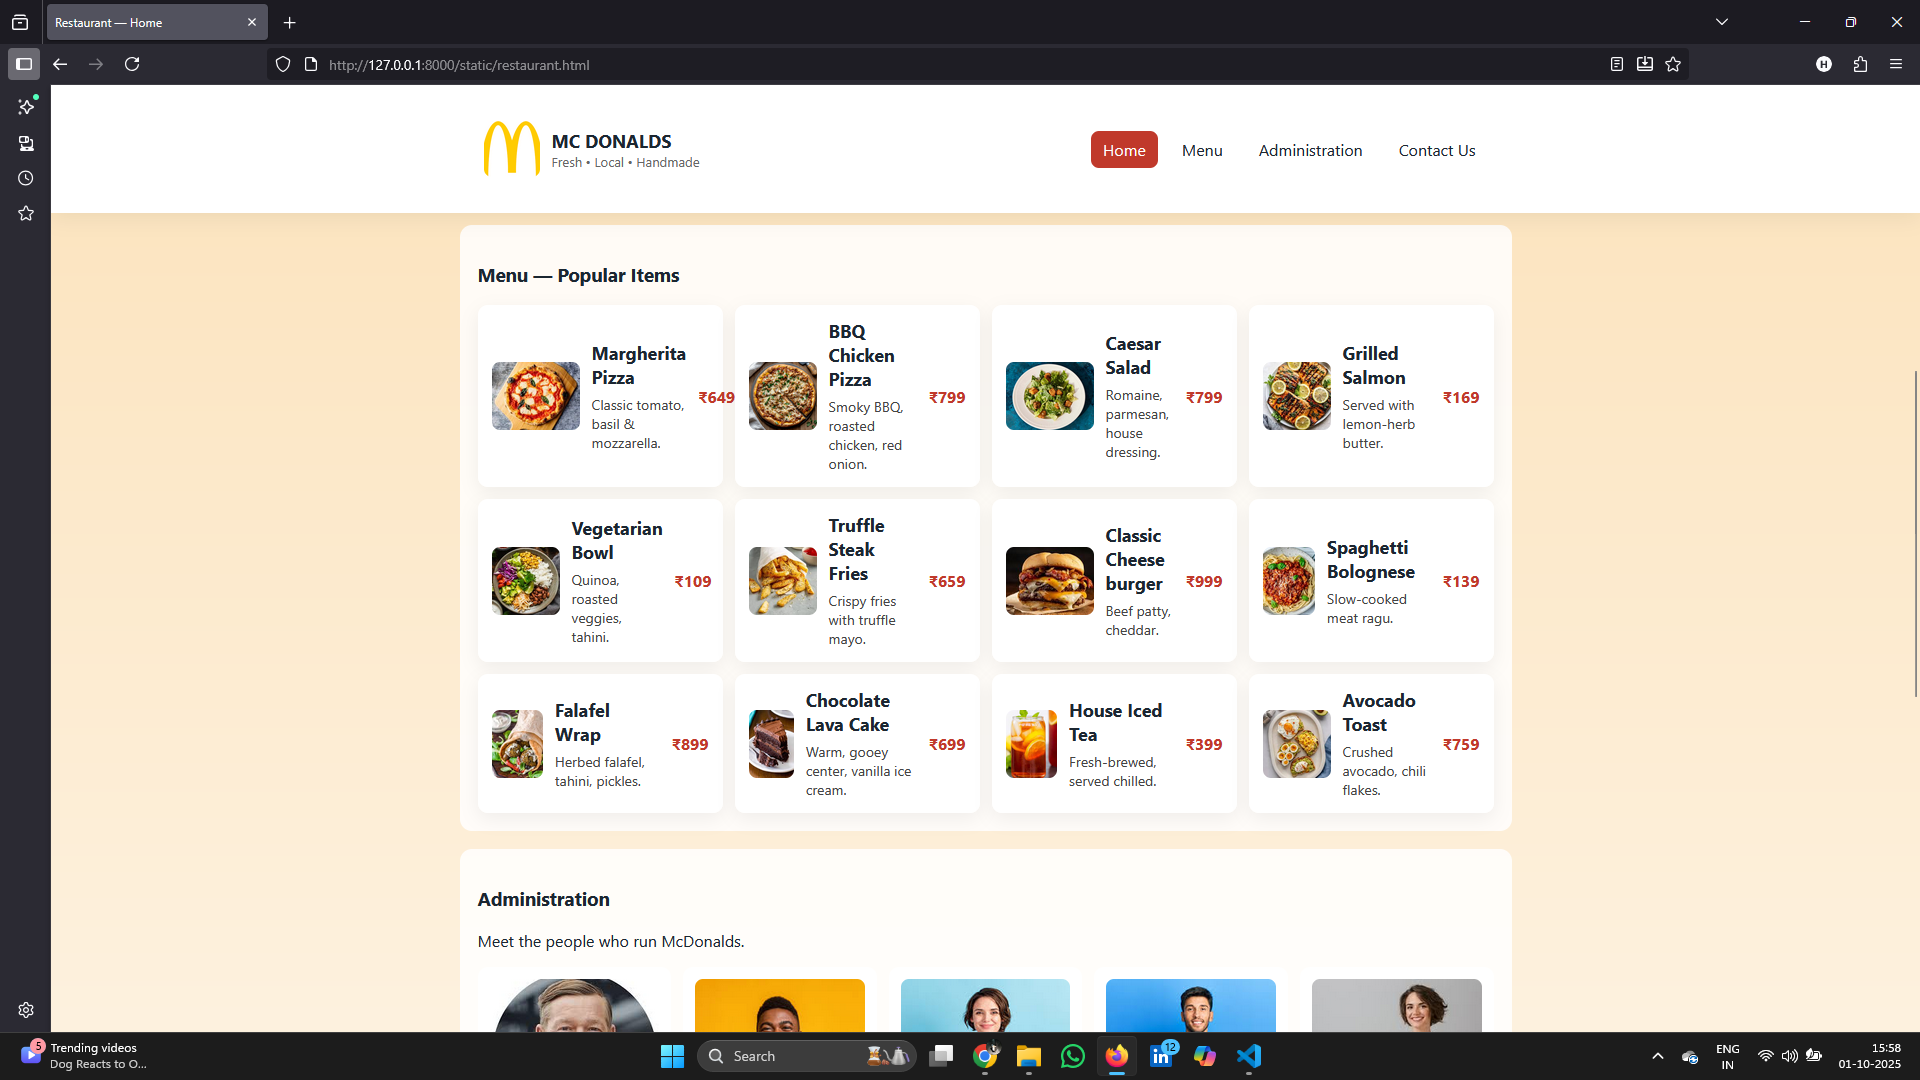 Restaurant — Home
http://127.0.0.1:8000/static/restaurant.html
H
MC DONALDS
Fresh • Local • Handmade
Home
Menu
Administration
Contact Us
Menu — Popular Items
Margherita
Pizza
Classic tomato,
basil &
mozzarella.
₹649
BBQ
Chicken
Pizza
Smoky BBQ,
roasted
chicken, red
onion.
₹799
Caesar
Salad
Romaine,
parmesan,
house
dressing.
₹799
Grilled
Salmon
Served with
lemon-herb
butter.
₹169
Vegetarian
Bowl
Quinoa,
roasted
veggies,
tahini.
₹109
Truffle
Steak
Fries
Crispy fries
with truffle
mayo.
₹659
Classic
Cheese
burger
Beef patty,
cheddar.
₹999
Spaghetti
Bolognese
Slow-cooked
meat ragu.
₹139
Falafel
Wrap
Herbed falafel,
tahini, pickles.
₹899
Chocolate
Lava Cake
Warm, gooey
center, vanilla ice
cream.
₹699
House Iced
Tea
Fresh-brewed,
served chilled.
₹399
Avocado
Toast
Crushed
avocado, chili
flakes.
₹759
Administration
Meet the people who run McDonalds.
5
Trending videos
Dog Reacts to O...
Search
12
ENG
IN
15:58
01-10-2025